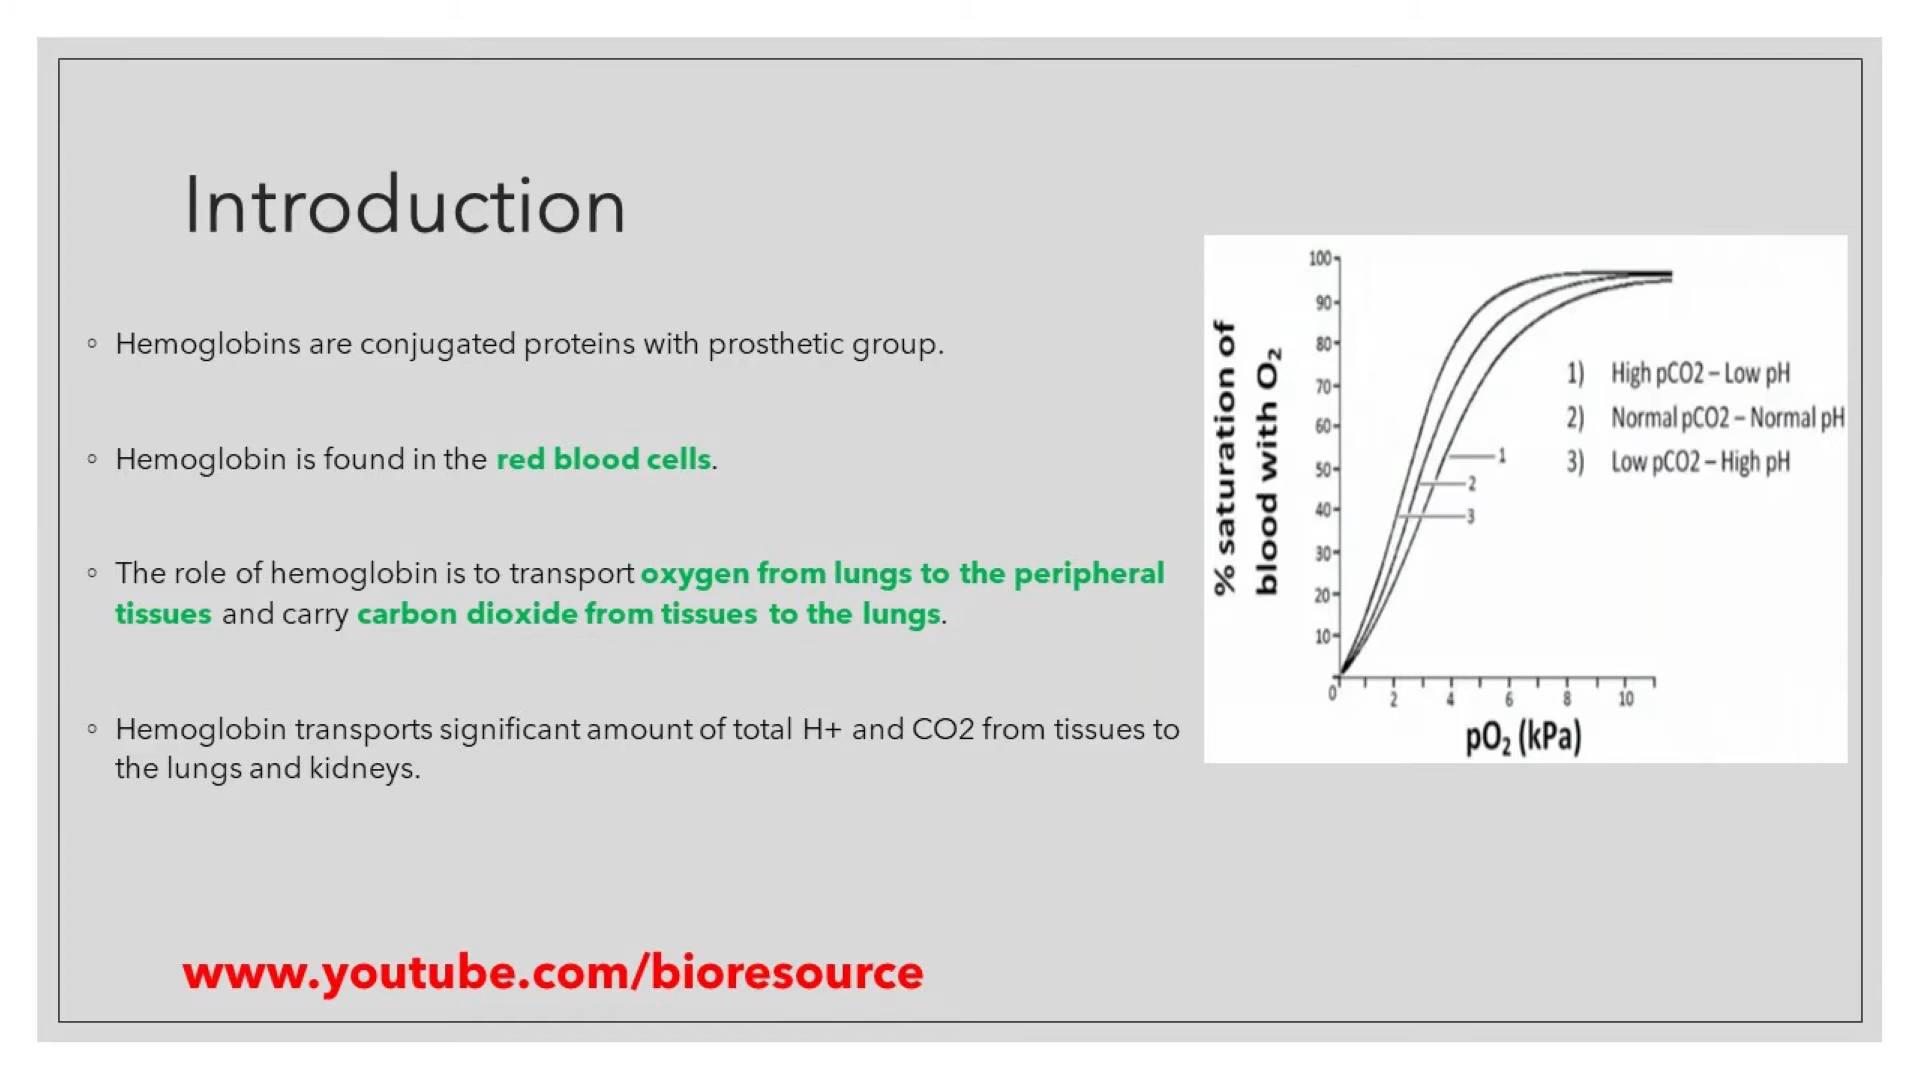 Introduction
◦ Hemoglobins are conjugated proteins with prosthetic group.
◦ Hemoglobin is found in the red blood cells.
◦ The role of hemoglobin is to transport oxygen from lungs to the peripheral
tissues and carry carbon dioxide from tissues to the lungs.
◦ Hemoglobin transports significant amount of total H+ and CO2 from tissues to
the lungs and kidneys.
www.youtube.com/bioresource
% saturation of
blood with O₂
100
90
80
70
60
50
40
30
20
10
0
2
4
6
8
10
pO₂ (kPa)
1
2
3
1) High pCO2 – Low pH
2) Normal pCO2 – Normal pH
3) Low pCO2 – High pH